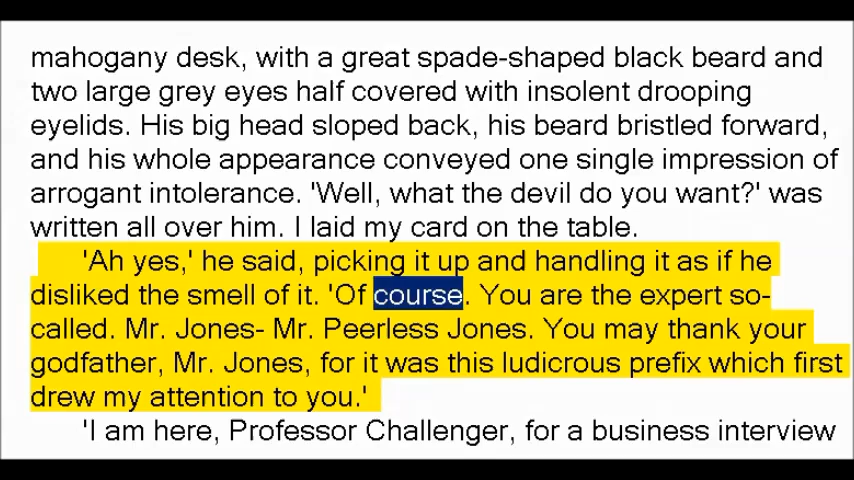 mahogany desk, with a great spade-shaped black beard and
two large grey eyes half covered with insolent drooping
eyelids. His big head sloped back, his beard bristled forward,
and his whole appearance conveyed one single impression of
arrogant intolerance. 'Well, what the devil do you want?' was
written all over him. I laid my card on the table.
'Ah yes,' he said, picking it up and handling it as if he
disliked the smell of it. 'Of course. You are the expert so-
called. Mr. Jones- Mr. Peerless Jones. You may thank your
godfather, Mr. Jones, for it was this ludicrous prefix which first
drew my attention to you.'
'I am here, Professor Challenger, for a business interview